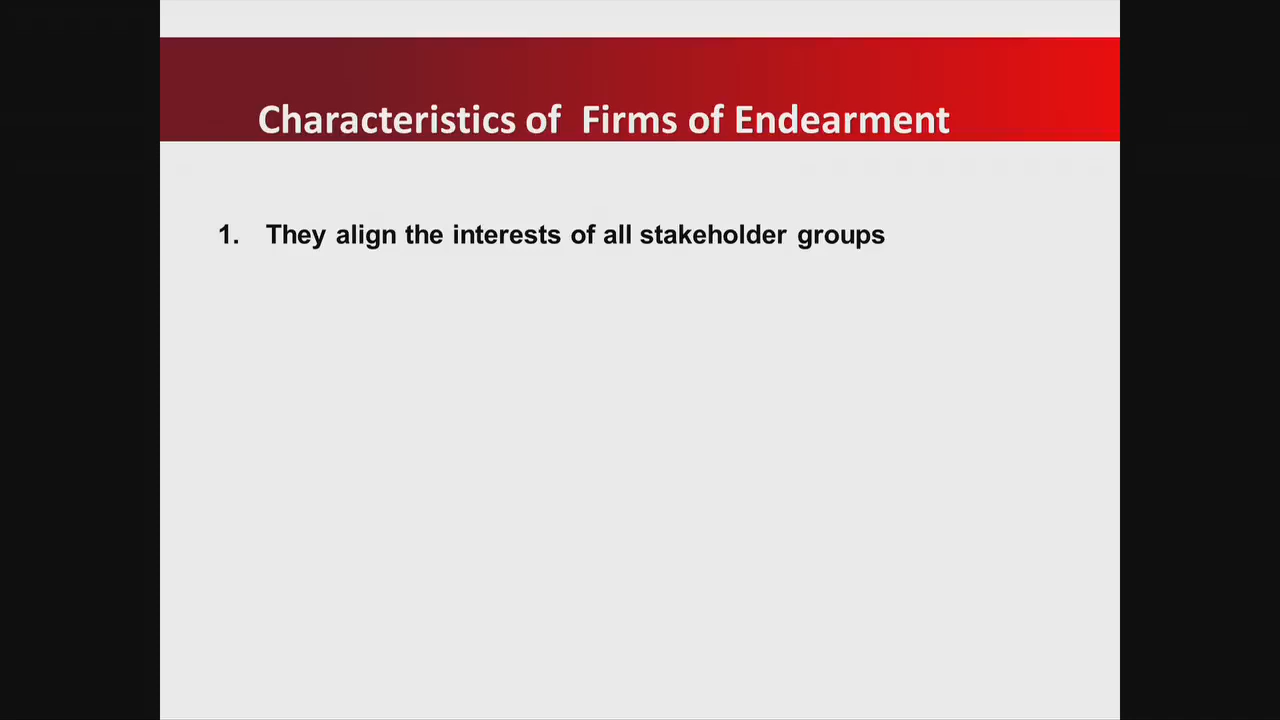 Characteristics of Firms of Endearment
1. They align the interests of all stakeholder groups